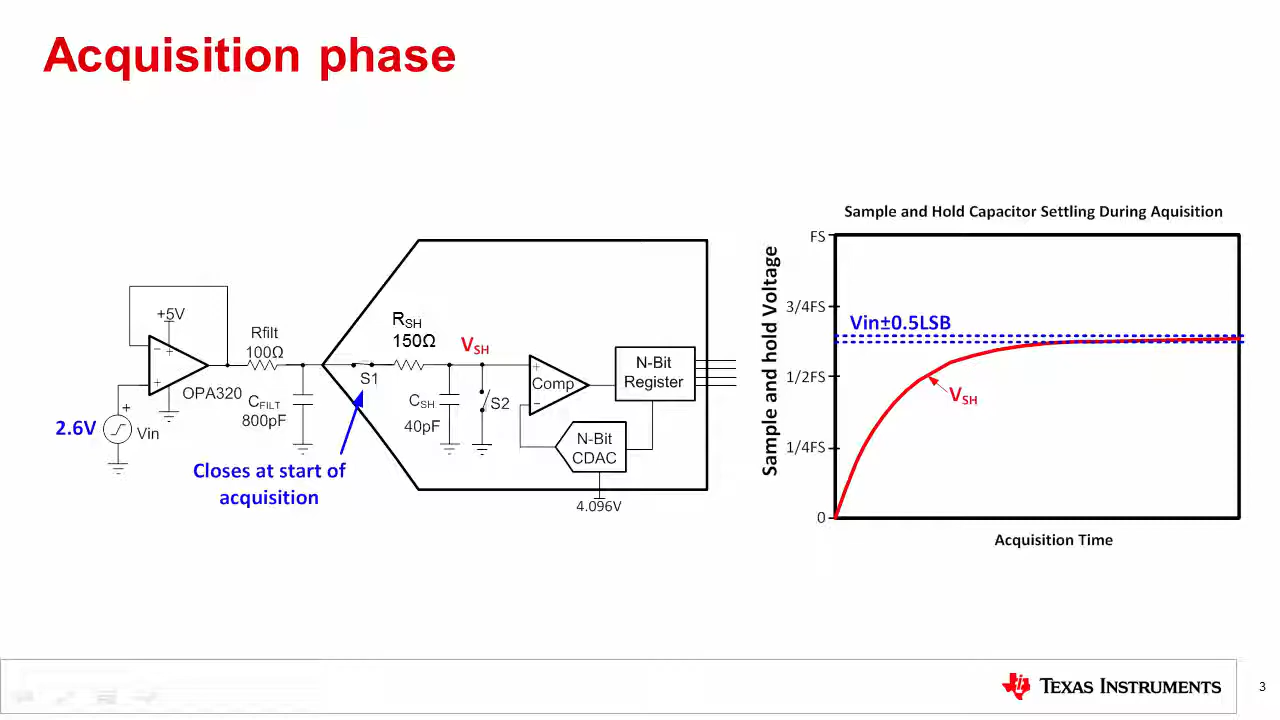 Acquisition phase
+5V
−
+
+
OPA320
2.6V
+
Vin
Rfilt
100Ω
CFILT
800pF
Closes at start of
acquisition
S1
RSH
150Ω
VSH
CSH
40pF
S2
+
Comp
−
N-Bit
Register
N-Bit
CDAC
4.096V
Sample and Hold Capacitor Settling During Aquisition
Sample and hold Voltage
FS
3/4FS
1/2FS
1/4FS
0
Vin±0.5LSB
VSH
Acquisition Time
TEXAS INSTRUMENTS
3